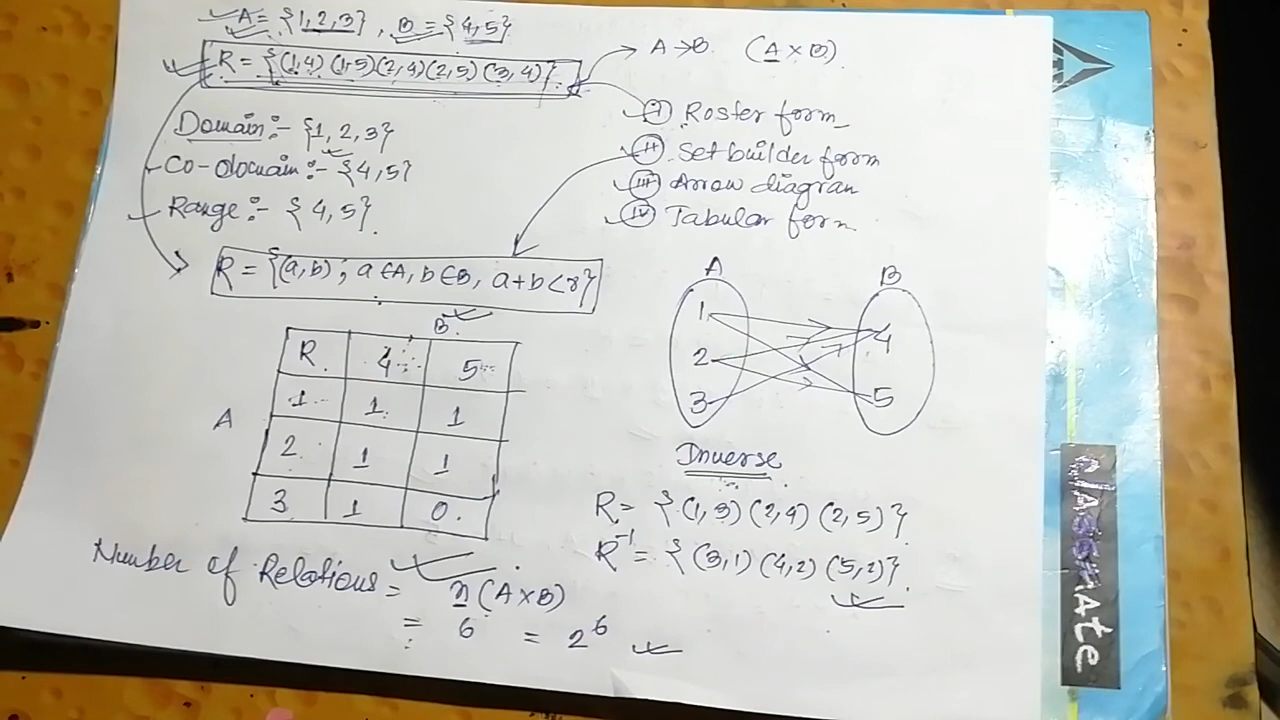 A = {1,2,3} , B = {4,5}
R = {(1,4) (1,5) (2,4) (2,5) (3,4)}
A → B. (A × B)
(i) Roster form
(ii) Set builder form
(iii) Arrow diagram
(iv) Tabular form
Domain :- {1, 2, 3}
Co-domain :- {4,5}
Range :- {4,5}.
R = {(a,b) ; a ∈ A, b ∈ B, a+b < 8}
B.
R. 4 5
1 1. 1
A
2. 1 1
3 1 0.
A B
1 4
2 5
3
Inverse
R = {(1,3) (2,4) (2,5)}
R⁻¹ = {(3,1) (4,2) (5,2)}.
Number of Relations = n (A×B)
= 6 = 2⁶
classmate